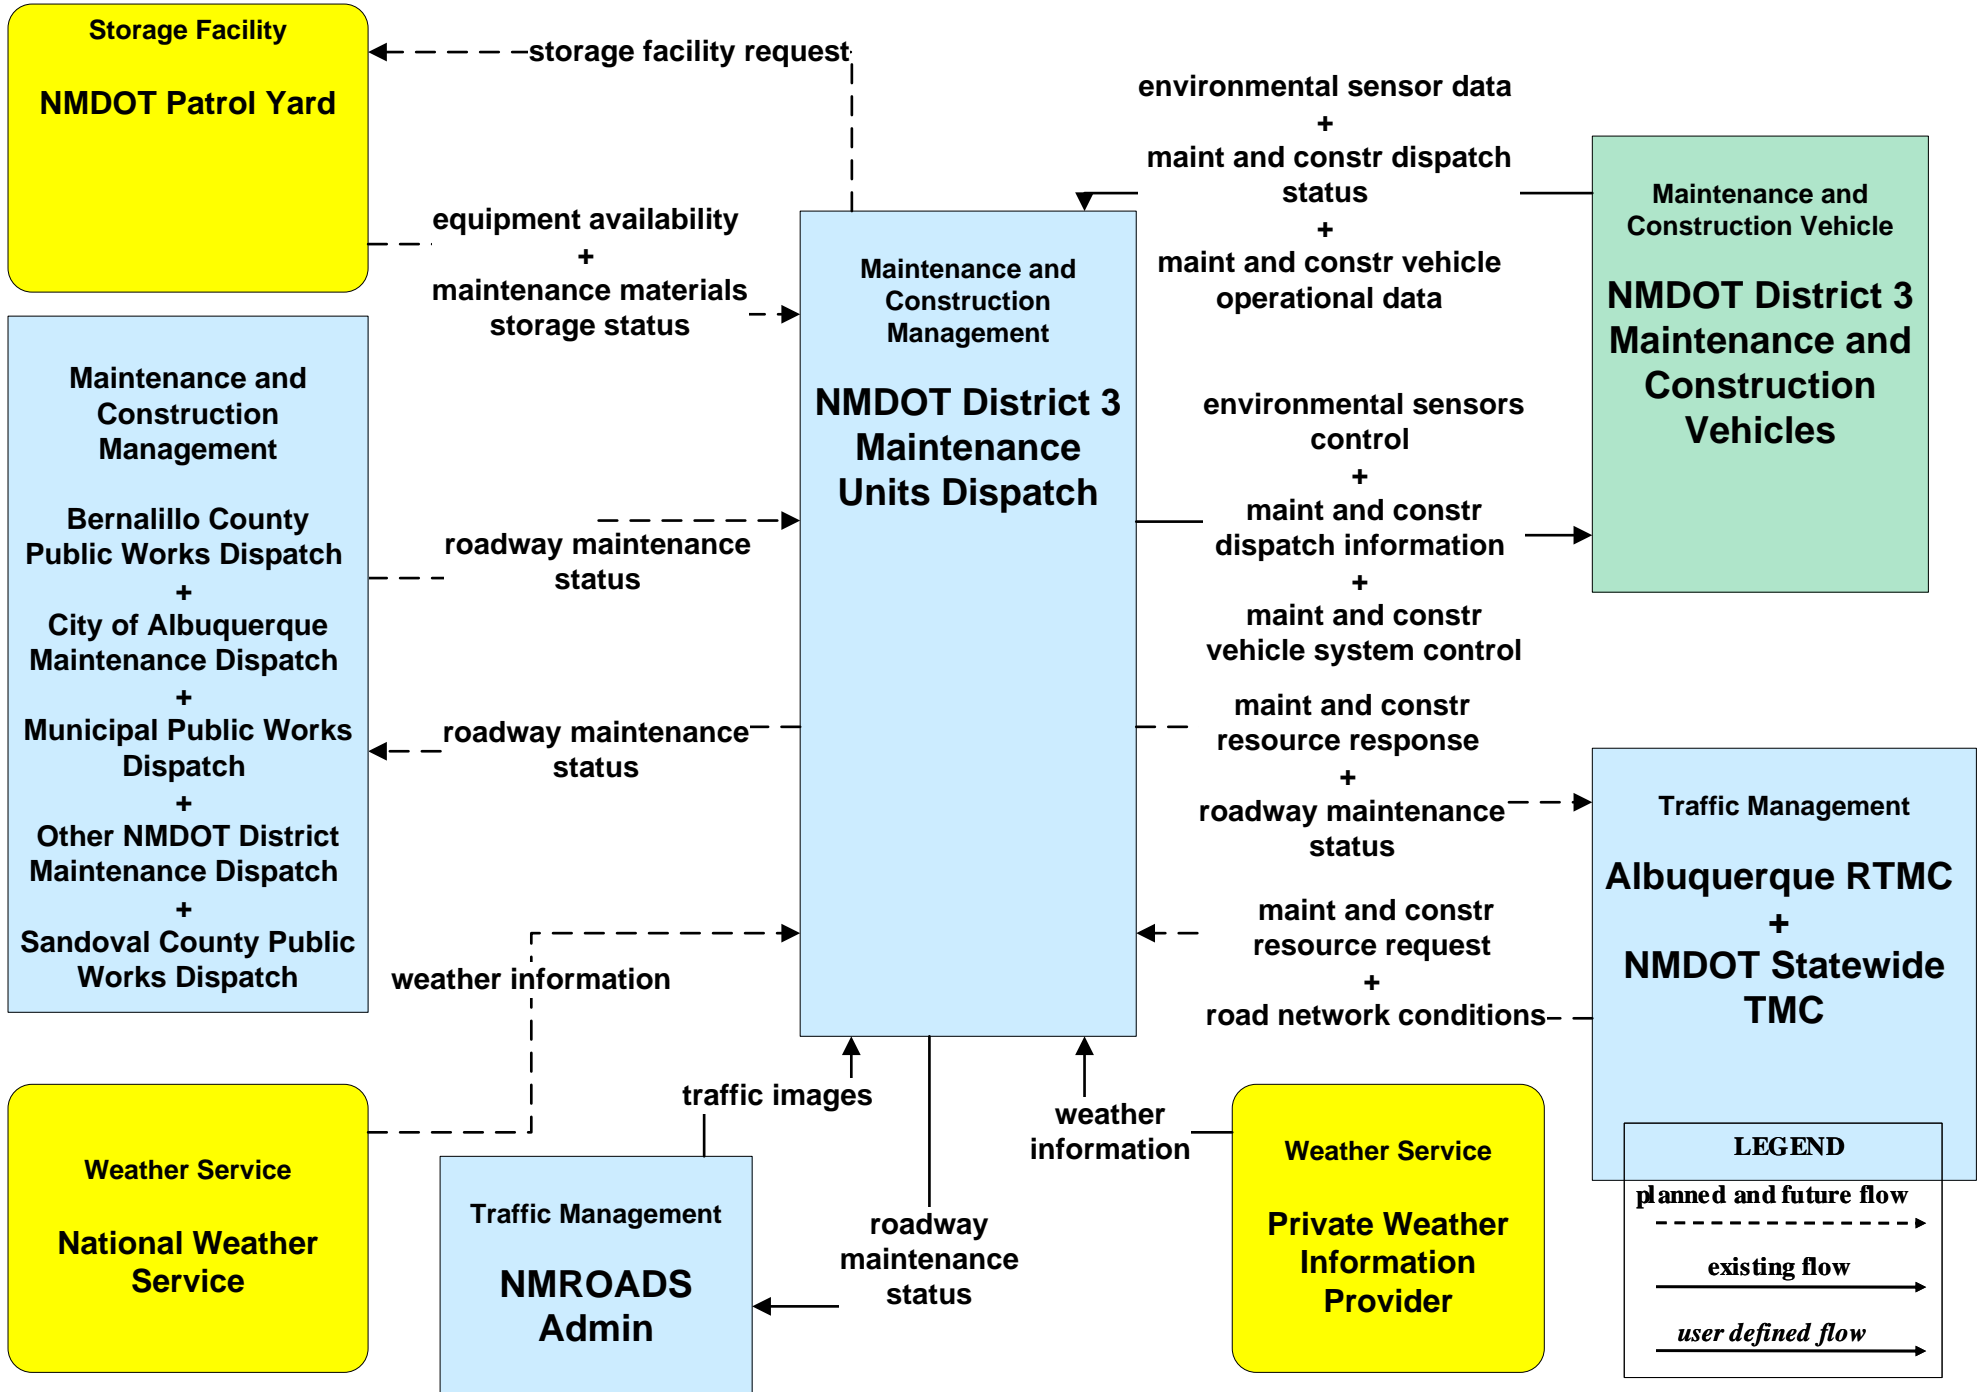 Storage Facility
NMDOT Patrol Yard
storage facility request
equipment availability
+
maintenance materials
storage status
Maintenance and
Construction
Management
Bernalillo County
Public Works Dispatch
+
City of Albuquerque
Maintenance Dispatch
+
Municipal Public Works
Dispatch
+
Other NMDOT District
Maintenance Dispatch
+
Sandoval County Public
Works Dispatch
roadway maintenance
status
roadway maintenance
status
weather information
Weather Service
National Weather
Service
Maintenance and
Construction
Management
NMDOT District 3
Maintenance
Units Dispatch
traffic images
Traffic Management
NMROADS
Admin
roadway
maintenance
status
weather
information
Weather Service
Private Weather
Information
Provider
environmental sensor data
+
maint and constr dispatch
status
+
maint and constr vehicle
operational data
Maintenance and
Construction Vehicle
NMDOT District 3
Maintenance and
Construction
Vehicles
environmental sensors
control
+
maint and constr
dispatch information
+
maint and constr
vehicle system control
maint and constr
resource response
+
roadway maintenance
status
maint and constr
resource request
+
road network conditions
Traffic Management
Albuquerque RTMC
+
NMDOT Statewide
TMC
LEGEND
planned and future flow
existing flow
user defined flow